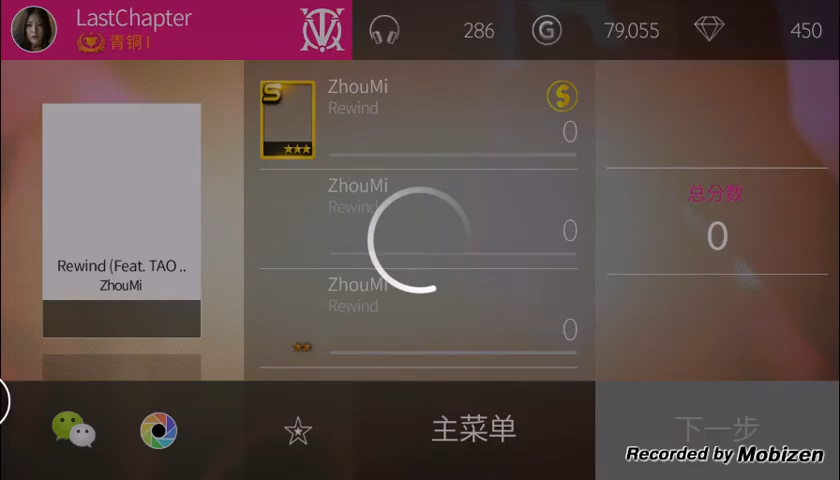 LastChapter
青铜 I
286
G
79,055
450
ZhouMi
Rewind
S
S
0
ZhouMi
Rewind
0
ZhouMi
Rewind
0
Rewind (Feat. TAO ..
ZhouMi
总分数
0
主菜单
下一步
Recorded by Mobizen